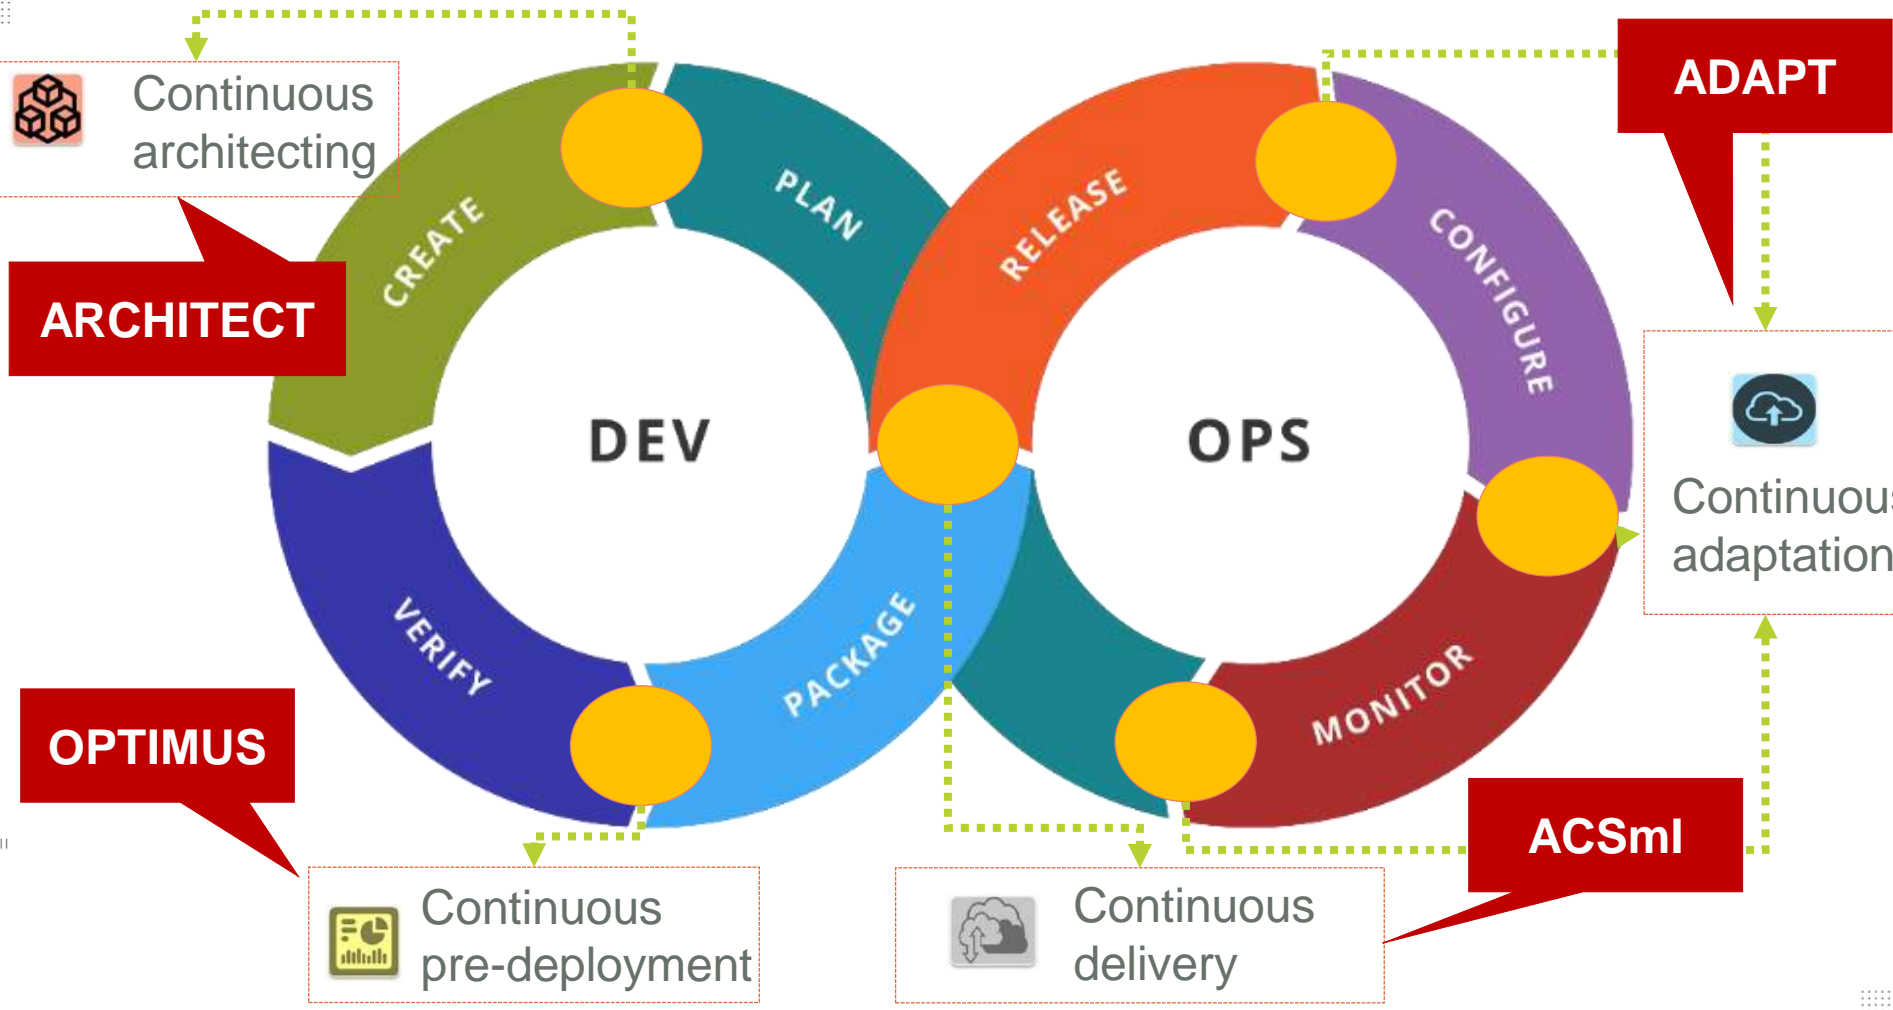 Continuous
architecting
ARCHITECT
CREATE
PLAN
RELEASE
CONFIGURE
ADAPT
DEV
OPS
Continuous
adaptation
VERIFY
PACKAGE
MONITOR
OPTIMUS
ACSmI
Continuous
pre-deployment
Continuous
delivery